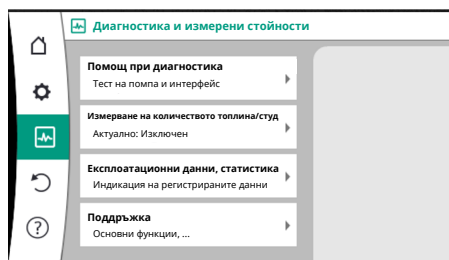 Диагностика и измерени стойности
Помощ при диагностика
Тест на помпа и интерфейс
Измерване на количеството топлина/студ
Актуално: Изключен
Експлоатационни данни, статистика
Индикация на регистрираните данни
Поддръжка
Основни функции, ...
?